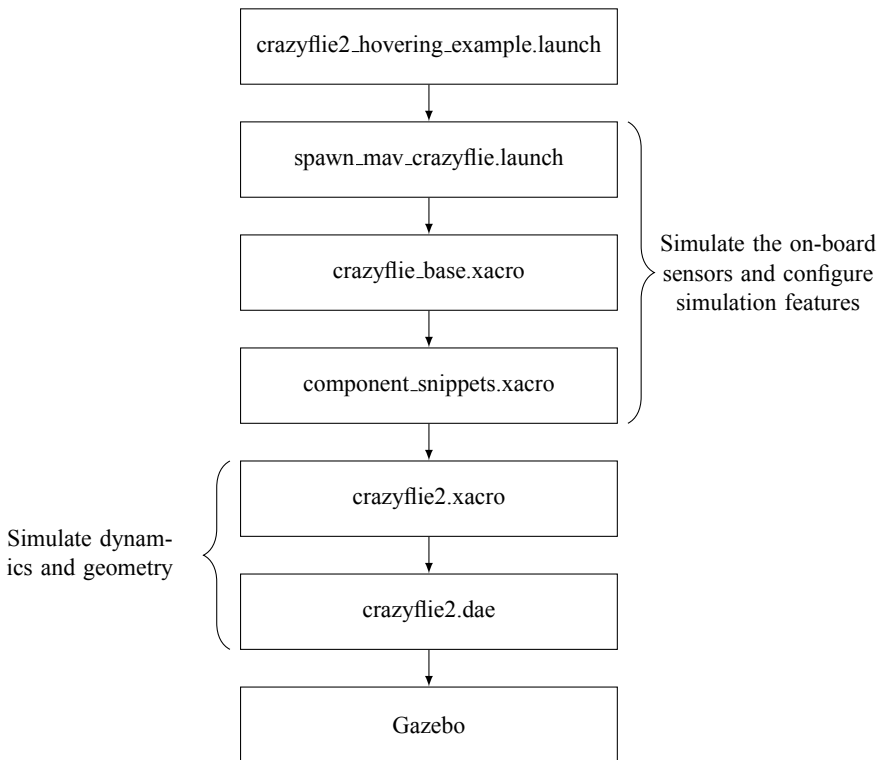 crazyflie2_hovering_example.launch
spawn_mav_crazyflie.launch
crazyflie_base.xacro
Simulate the on-board
sensors and configure
simulation features
component_snippets.xacro
crazyflie2.xacro
Simulate dynam-
ics and geometry
crazyflie2.dae
Gazebo